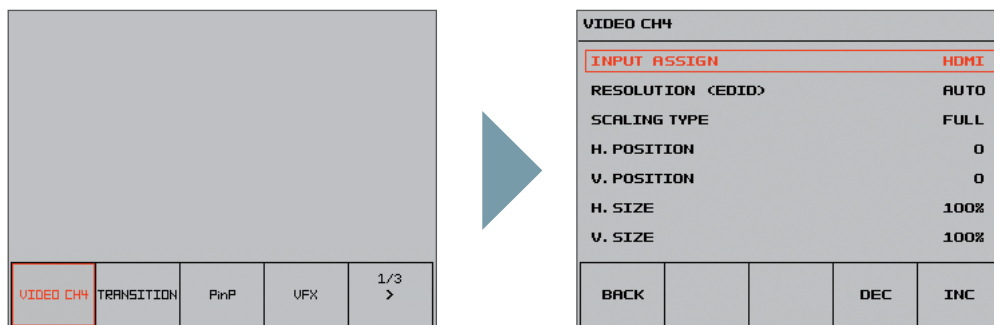 1/3
VIDEO CH4 TRANSITION PinP VFX >
VIDEO CH4
INPUT ASSIGN HDMI
RESOLUTION (EDID) AUTO
SCALING TYPE FULL
H. POSITION 0
V. POSITION 0
H. SIZE 100%
V. SIZE 100%
BACK DEC INC